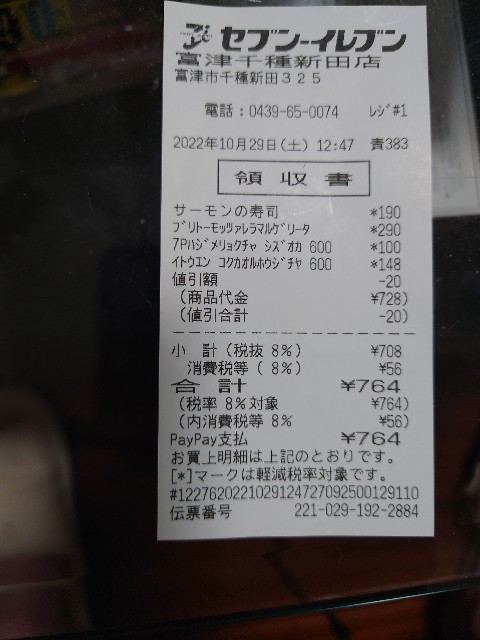 セブン-イレブン
富津千種新田店
富津市千種新田325
電話：0439-65-0074 レジ#1
2022年10月29日(土) 12:47 責383
領収書
サーモンの寿司 *190
ブリトーモッツァレラマルゲリータ *290
7Pハジメリョクチャ シズオカ 600 *100
イトウエン コクカオルホウジチャ 600 *148
値引額 -20
(商品代金 ¥728)
(値引合計 -20)
小 計(税抜 8%) ¥708
消費税等( 8%) ¥56
合計 ¥764
(税率 8%対象 ¥764)
(内消費税等 8% ¥56)
PayPay支払 ¥764
お買上明細は上記のとおりです。
[*]マークは軽減税率対象です。
#122762022102912472709250012​9110
伝票番号 221-029-192-2884